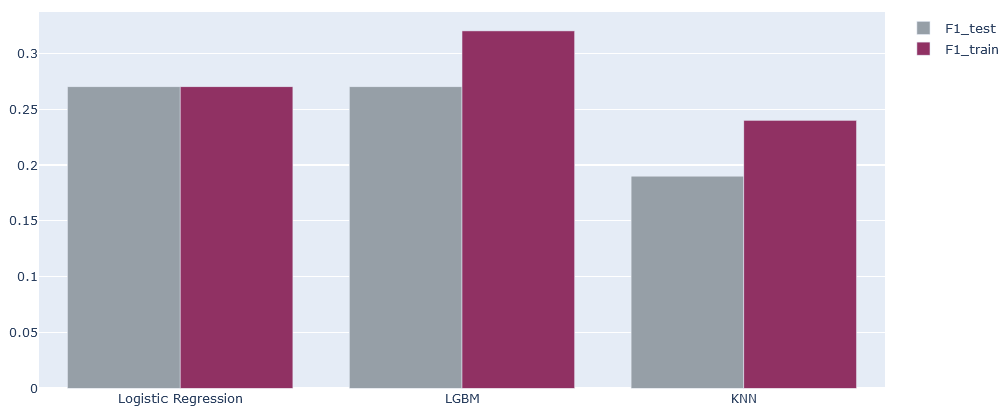 F1_test
F1_train
0.3
0.25
0.2
0.15
0.1
0.05
0
Logistic Regression
LGBM
KNN